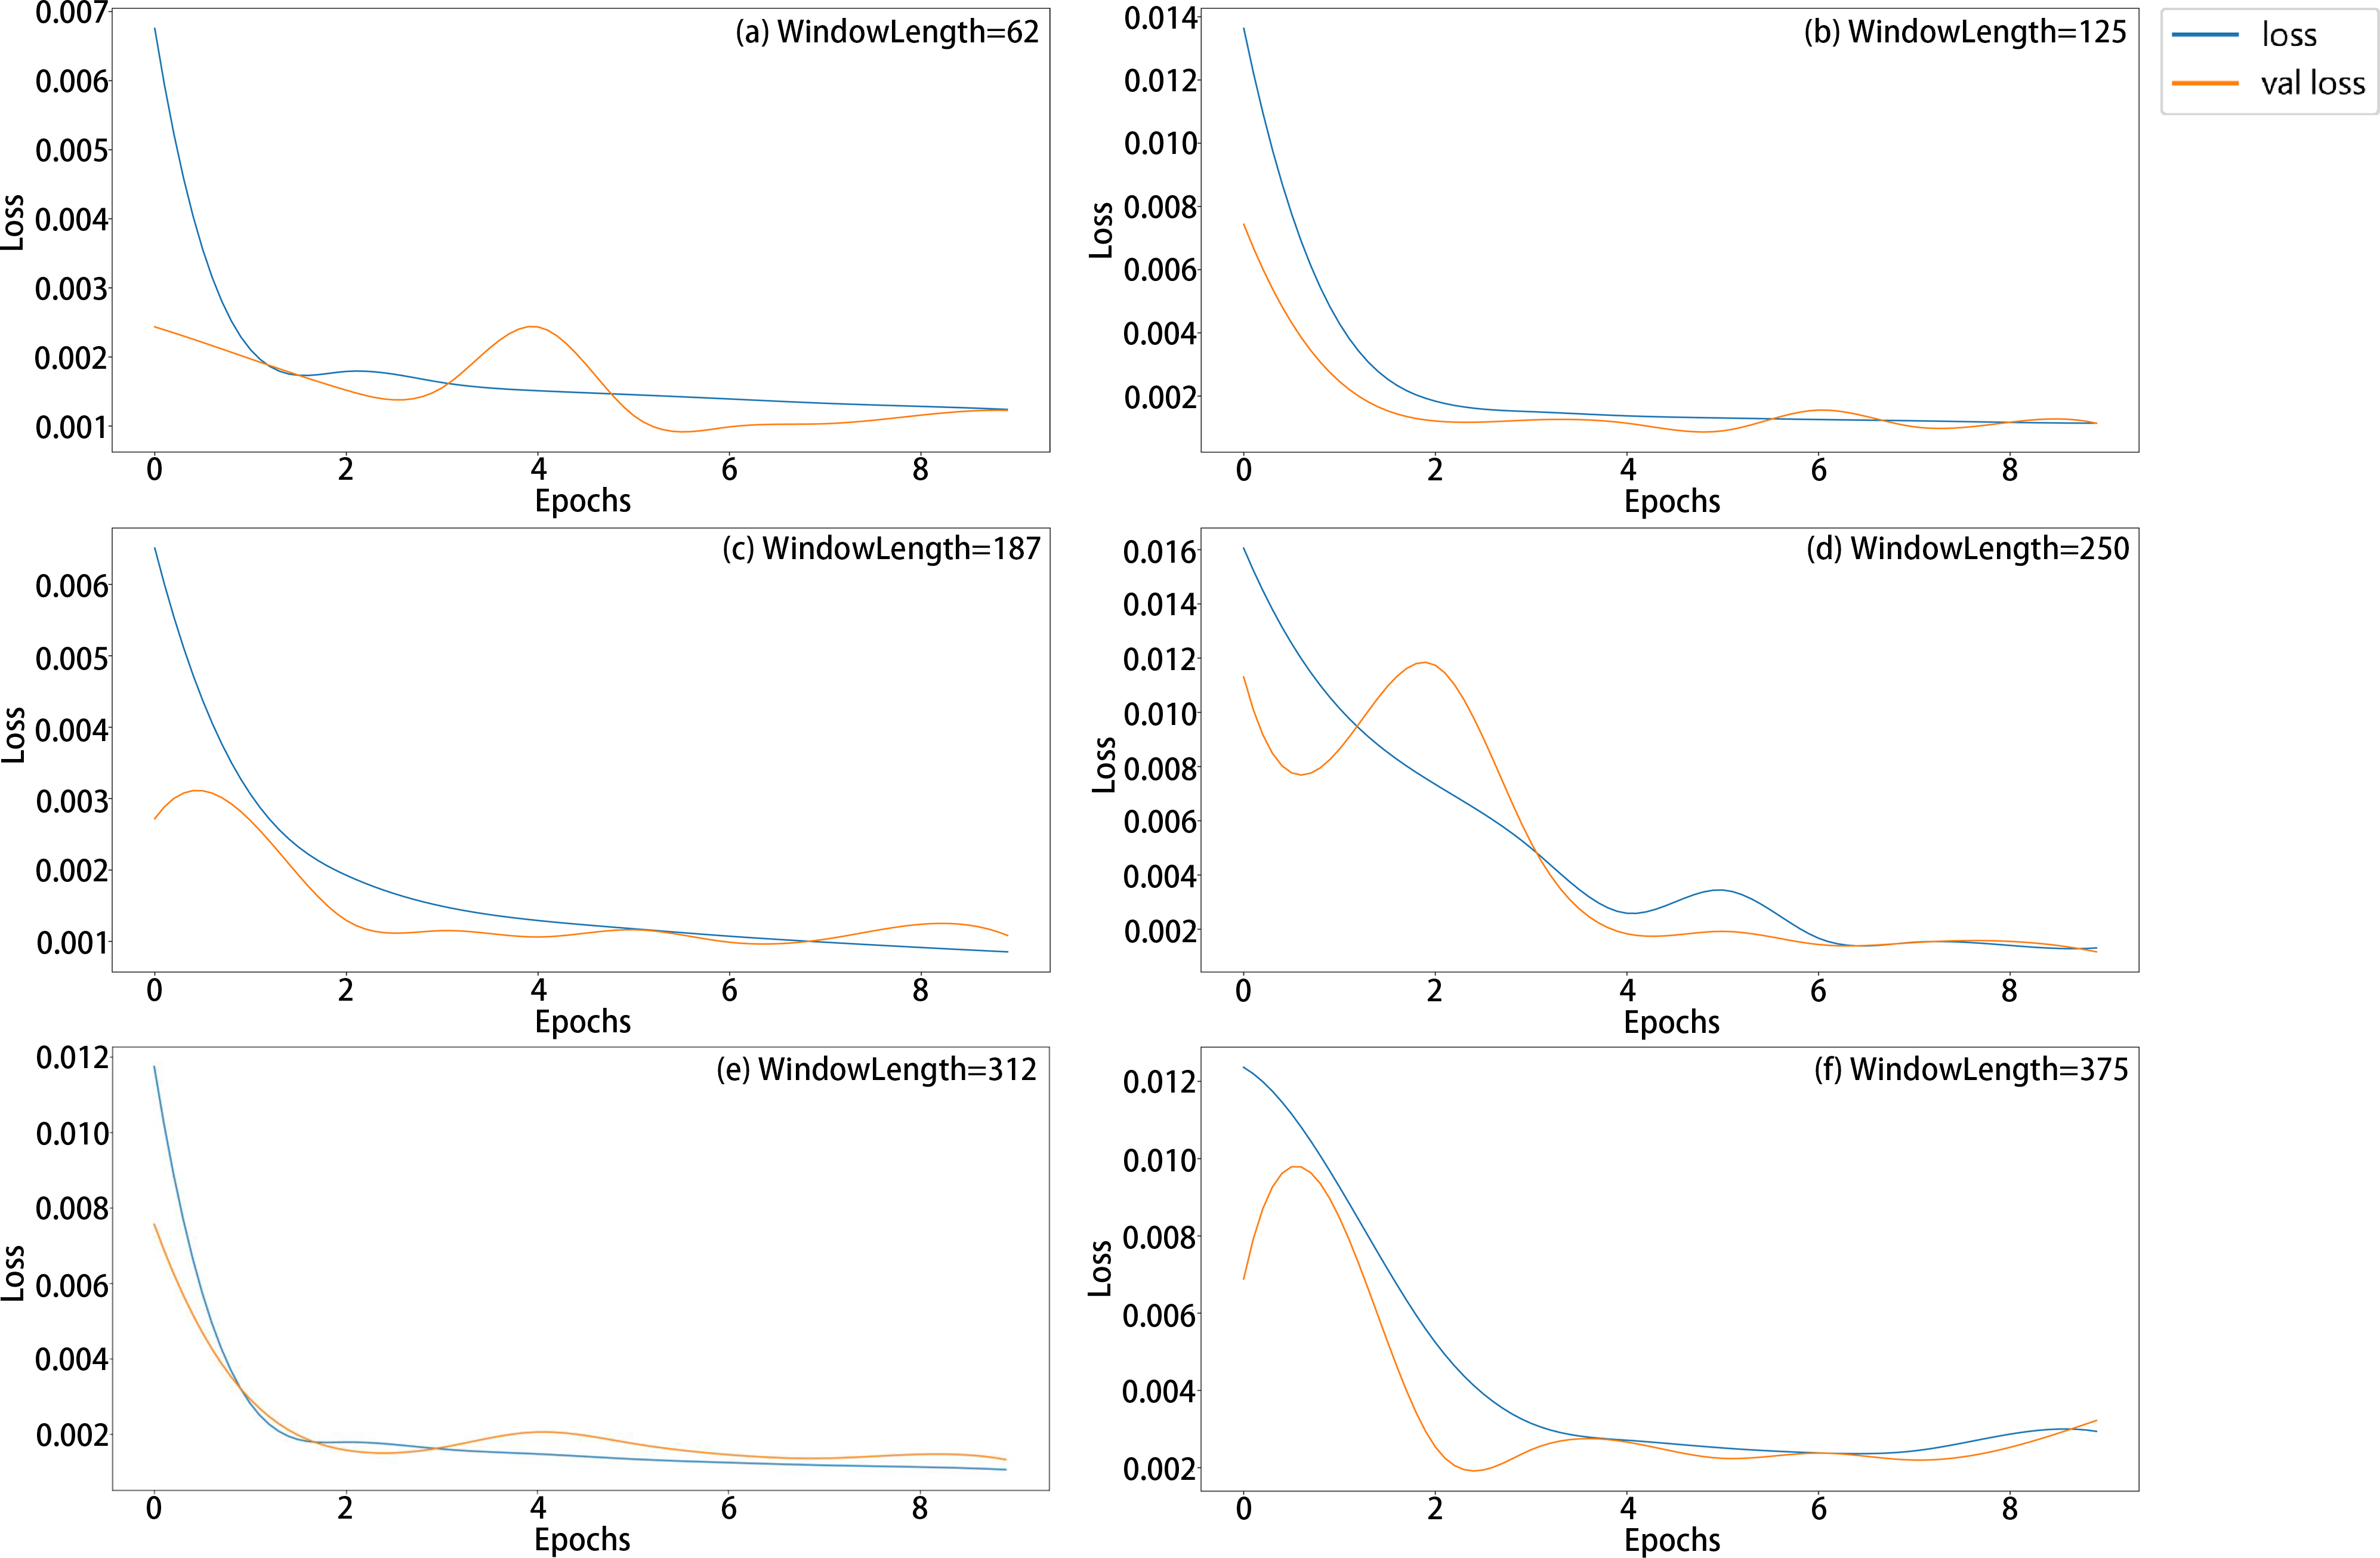 (a) WindowLength=62
Loss
0.007
0.006
0.005
0.004
0.003
0.002
0.001
0 2 4 6 8
Epochs
(b) WindowLength=125
Loss
0.014
0.012
0.010
0.008
0.006
0.004
0.002
0 2 4 6 8
Epochs
loss
val loss
(c) WindowLength=187
Loss
0.006
0.005
0.004
0.003
0.002
0.001
0 2 4 6 8
Epochs
(d) WindowLength=250
Loss
0.016
0.014
0.012
0.010
0.008
0.006
0.004
0.002
0 2 4 6 8
Epochs
(e) WindowLength=312
Loss
0.012
0.010
0.008
0.006
0.004
0.002
0 2 4 6 8
Epochs
(f) WindowLength=375
Loss
0.012
0.010
0.008
0.006
0.004
0.002
0 2 4 6 8
Epochs